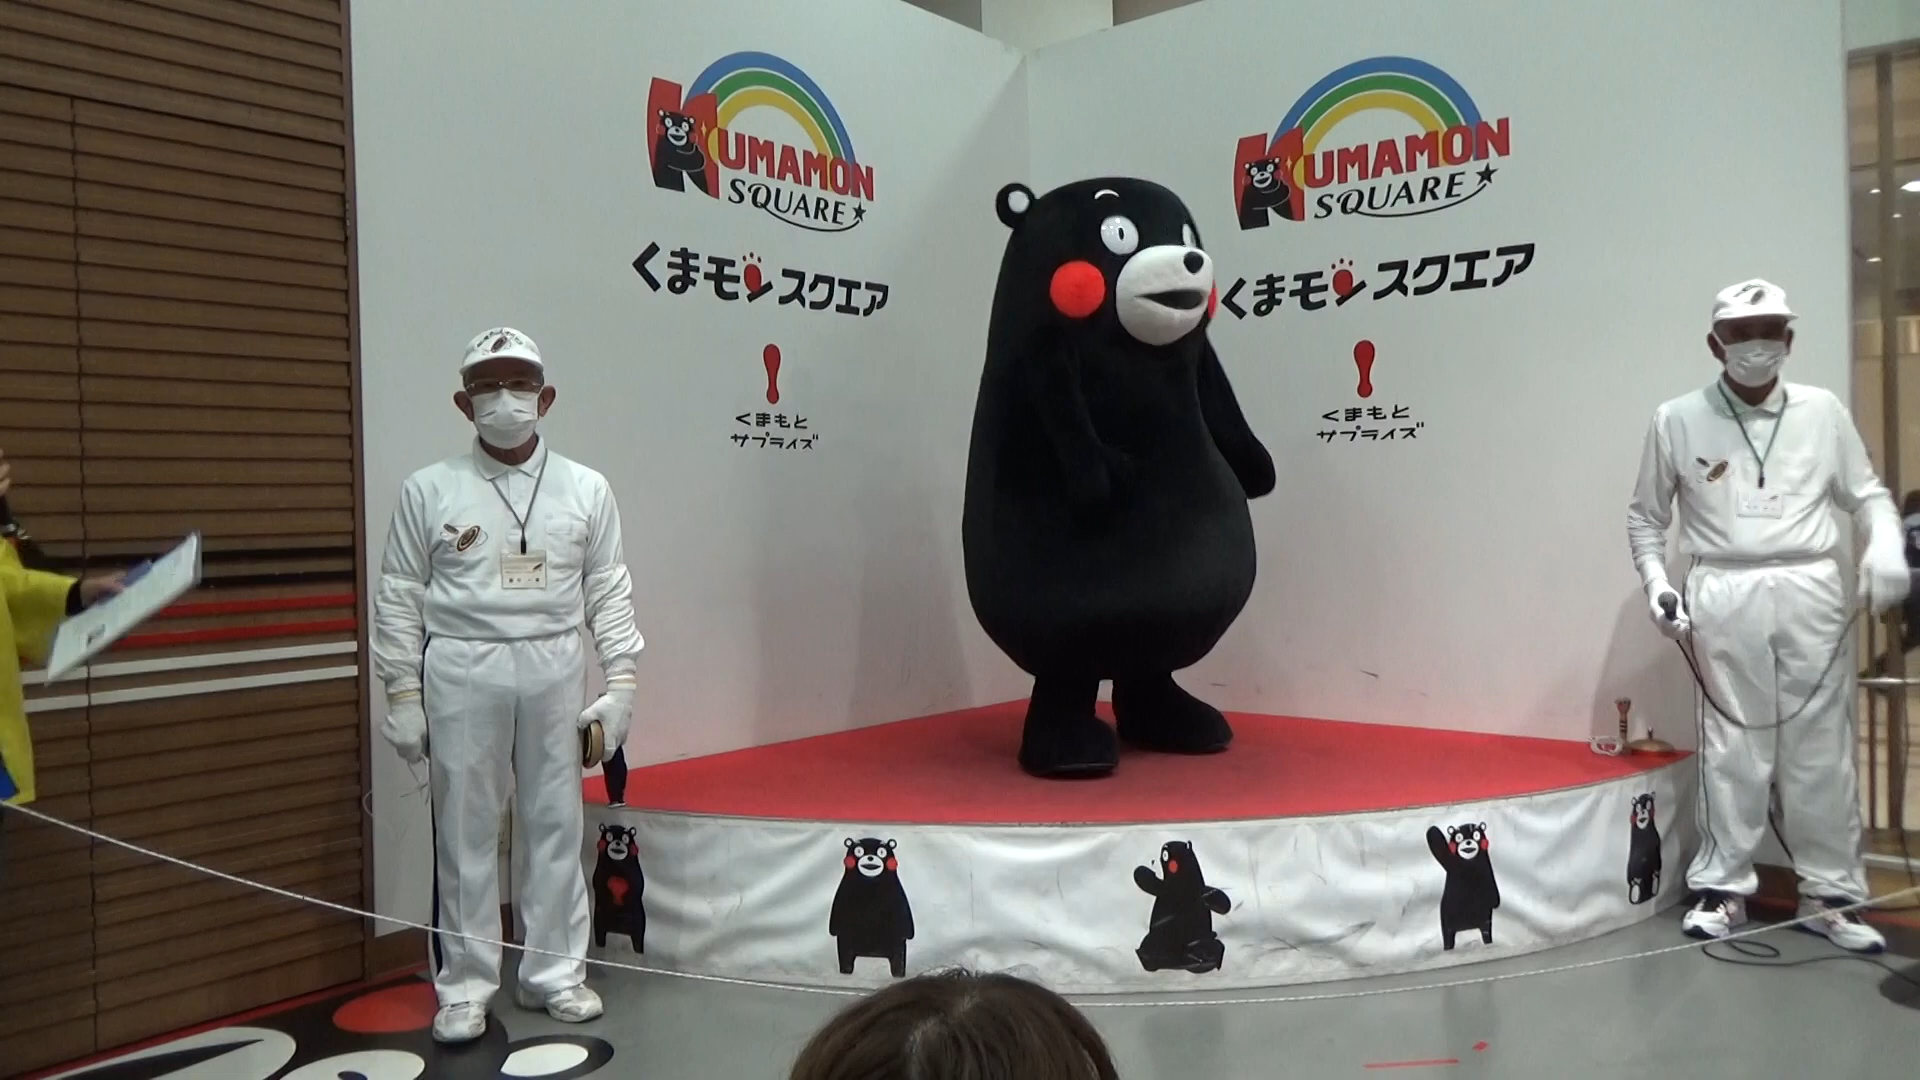 KUMAMON
SQUARE
くまモンスクエア
くまもと
サプライズ
KUMAMON
SQUARE
くまモンスクエア
くまもと
サプライズ